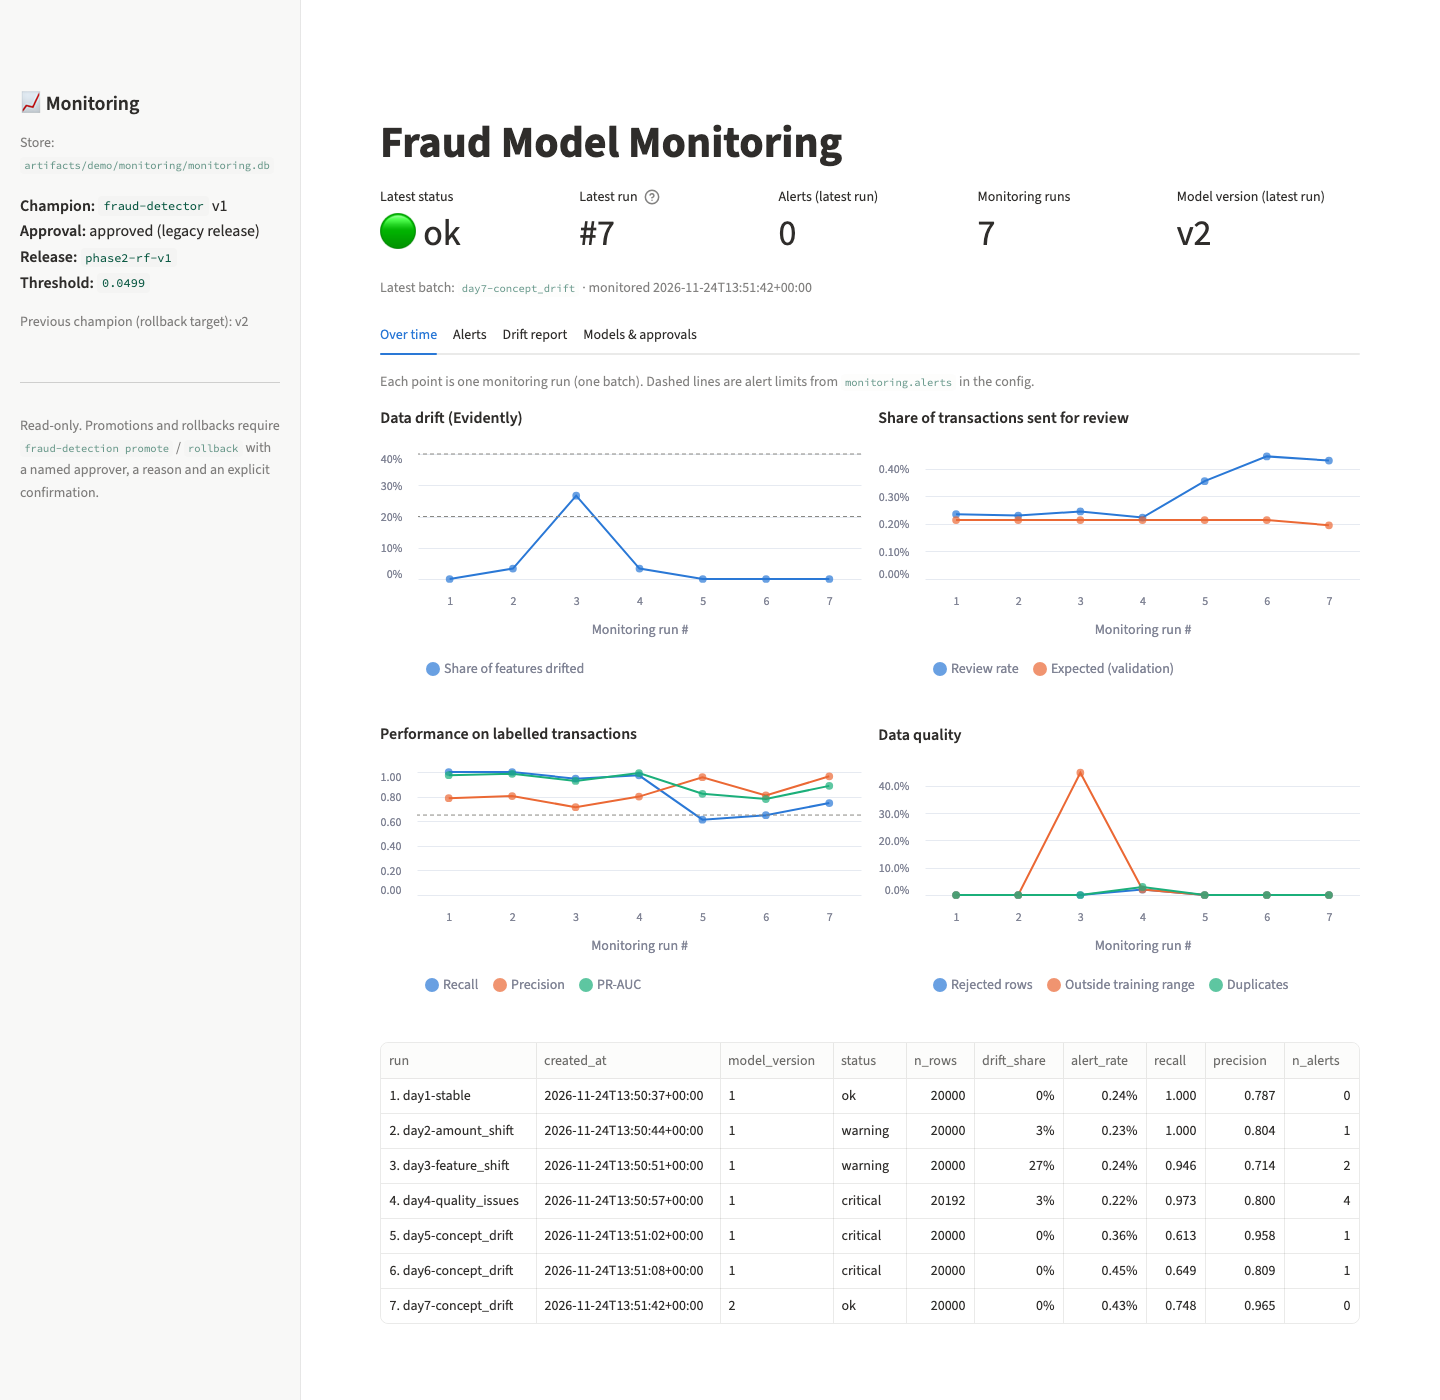 📈 Monitoring
Store:
artifacts/demo/monitoring/monitoring.db
Champion: fraud-detector v1
Approval: approved (legacy release)
Release: phase2-rf-v1
Threshold: 0.0499
Previous champion (rollback target): v2
Read-only. Promotions and rollbacks require
fraud-detection promote / rollback with
a named approver, a reason and an explicit
confirmation.
Fraud Model Monitoring
Latest status Latest run ? Alerts (latest run) Monitoring runs Model version (latest run)
ok #7 0 7 v2
Latest batch: day7-concept_drift · monitored 2026-11-24T13:51:42+00:00
Over time Alerts Drift report Models & approvals
Each point is one monitoring run (one batch). Dashed lines are alert limits from monitoring.alerts in the config.
Data drift (Evidently)
40%
30%
20%
10%
0%
1 2 3 4 5 6 7
Monitoring run #
Share of features drifted
Share of transactions sent for review
0.40%
0.30%
0.20%
0.10%
0.00%
1 2 3 4 5 6 7
Monitoring run #
Review rate Expected (validation)
Performance on labelled transactions
1.00
0.80
0.60
0.40
0.20
0.00
1 2 3 4 5 6 7
Monitoring run #
Recall Precision PR-AUC
Data quality
40.0%
30.0%
20.0%
10.0%
0.0%
1 2 3 4 5 6 7
Monitoring run #
Rejected rows Outside training range Duplicates
run created_at model_version status n_rows drift_share alert_rate recall precision n_alerts
1. day1-stable 2026-11-24T13:50:37+00:00 1 ok 20000 0% 0.24% 1.000 0.787 0
2. day2-amount_shift 2026-11-24T13:50:44+00:00 1 warning 20000 3% 0.23% 1.000 0.804 1
3. day3-feature_shift 2026-11-24T13:50:51+00:00 1 warning 20000 27% 0.24% 0.946 0.714 2
4. day4-quality_issues 2026-11-24T13:50:57+00:00 1 critical 20192 3% 0.22% 0.973 0.800 4
5. day5-concept_drift 2026-11-24T13:51:02+00:00 1 critical 20000 0% 0.36% 0.613 0.958 1
6. day6-concept_drift 2026-11-24T13:51:08+00:00 1 critical 20000 0% 0.45% 0.649 0.809 1
7. day7-concept_drift 2026-11-24T13:51:42+00:00 2 ok 20000 0% 0.43% 0.748 0.965 0